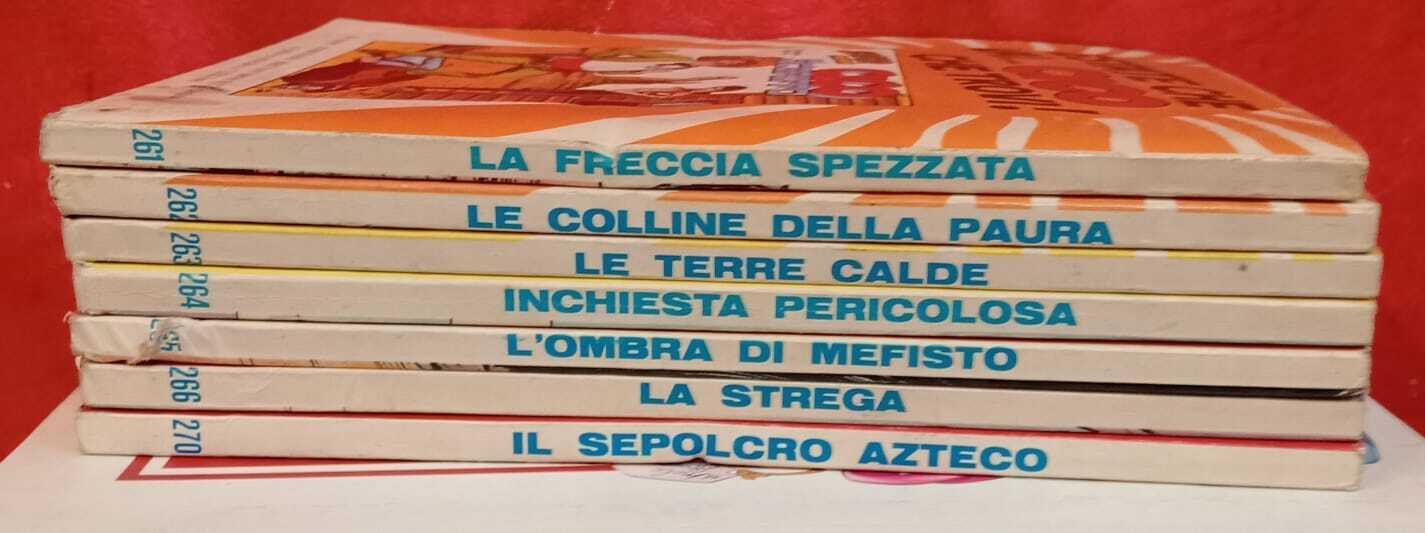 261 LA FRECCIA SPEZZATA
262 LE COLLINE DELLA PAURA
263 LE TERRE CALDE
264 INCHIESTA PERICOLOSA
L'OMBRA DI MEFISTO
266 LA STREGA
270 IL SEPOLCRO AZTECO